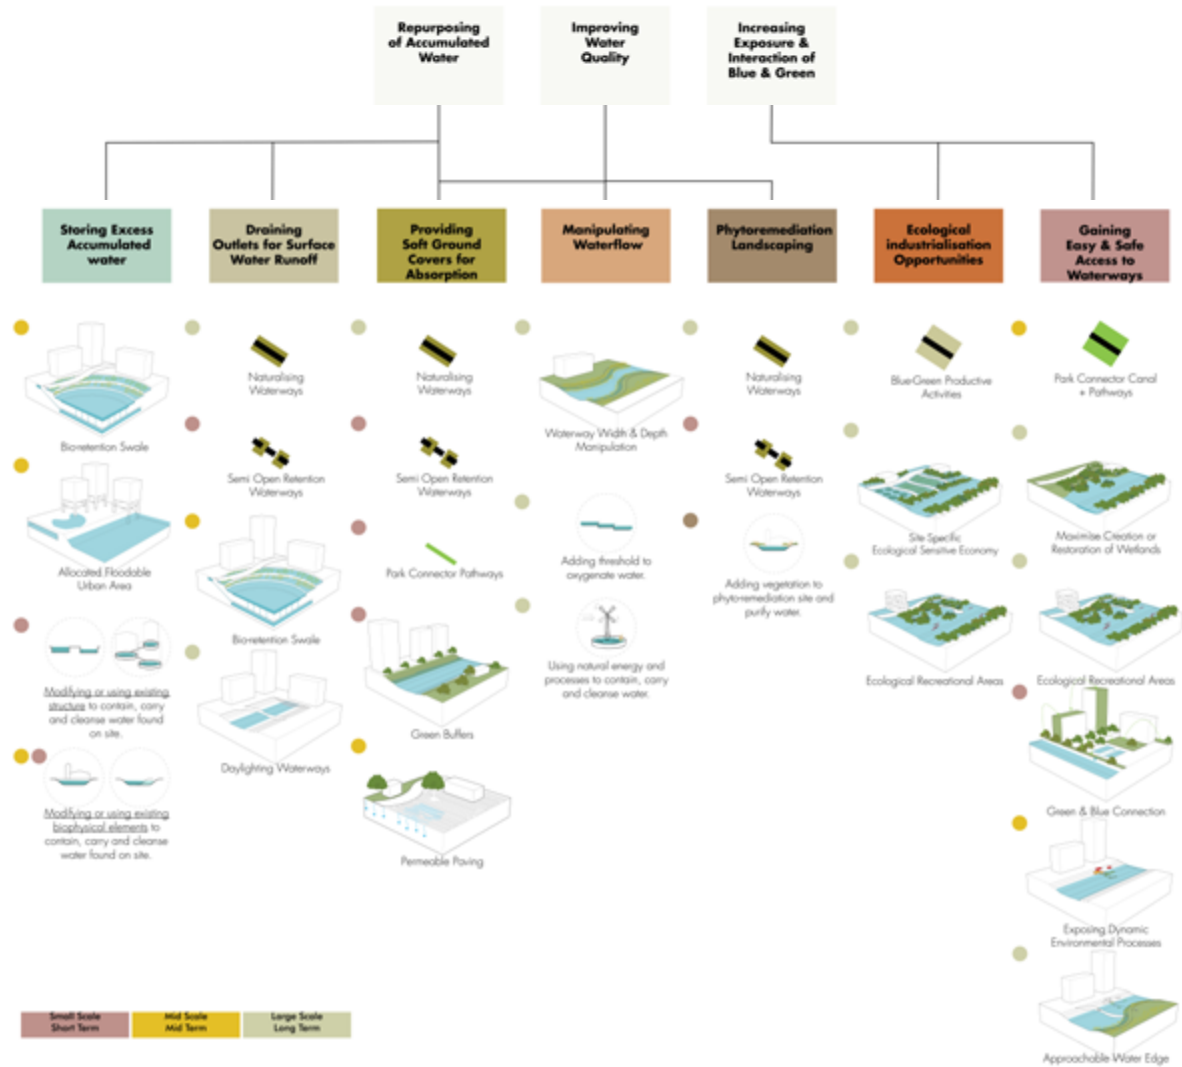 Repurposing
of Accumulated
Water
Improving
Water
Quality
Increasing
Exposure &
Interaction of
Blue & Green
Storing Excess
Accumulated
water
Draining
Outlets for Surface
Water Runoff
Providing
Soft Ground
Covers for
Absorption
Manipulating
Waterflow
Phytoremediation
Landscaping
Ecological
industrialisation
Opportunities
Gaining
Easy & Safe
Access to
Waterways
Bio-retention Swale
Allocated Floodable
Urban Area
Modifying or using existing
structure to contain, carry
and cleanse water found
on site.
Modifying or using existing
biophysical elements to
contain, carry and cleanse
water found on site.
Naturalising
Waterways
Semi Open Retention
Waterways
Bio-retention Swale
Daylighting Waterways
Naturalising
Waterways
Semi Open Retention
Waterways
Park Connector Pathways
Green Buffers
Permeable Paving
Waterway Width & Depth
Manipulation
Adding threshold to
oxygenate water.
Using natural energy and
processes to contain, carry
and cleanse water.
Naturalising
Waterways
Semi Open Retention
Waterways
Adding vegetation to
phyto-remediation site and
purify water.
Blue-Green Productive
Activities
Site Specific
Ecological Sensitive Economy
Ecological Recreational Areas
Park Connector Canal
+ Pathways
Maximise Creation or
Restoration of Wetlands
Ecological Recreational Areas
Green & Blue Connection
Exposing Dynamic
Environmental Processes
Approachable Water Edge
Small Scale
Short Term
Mid Scale
Mid Term
Large Scale
Long Term